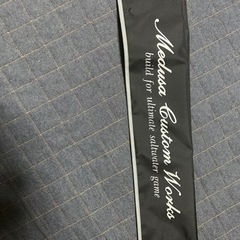 Medusa Custom Works
build for ultimate saltwater game